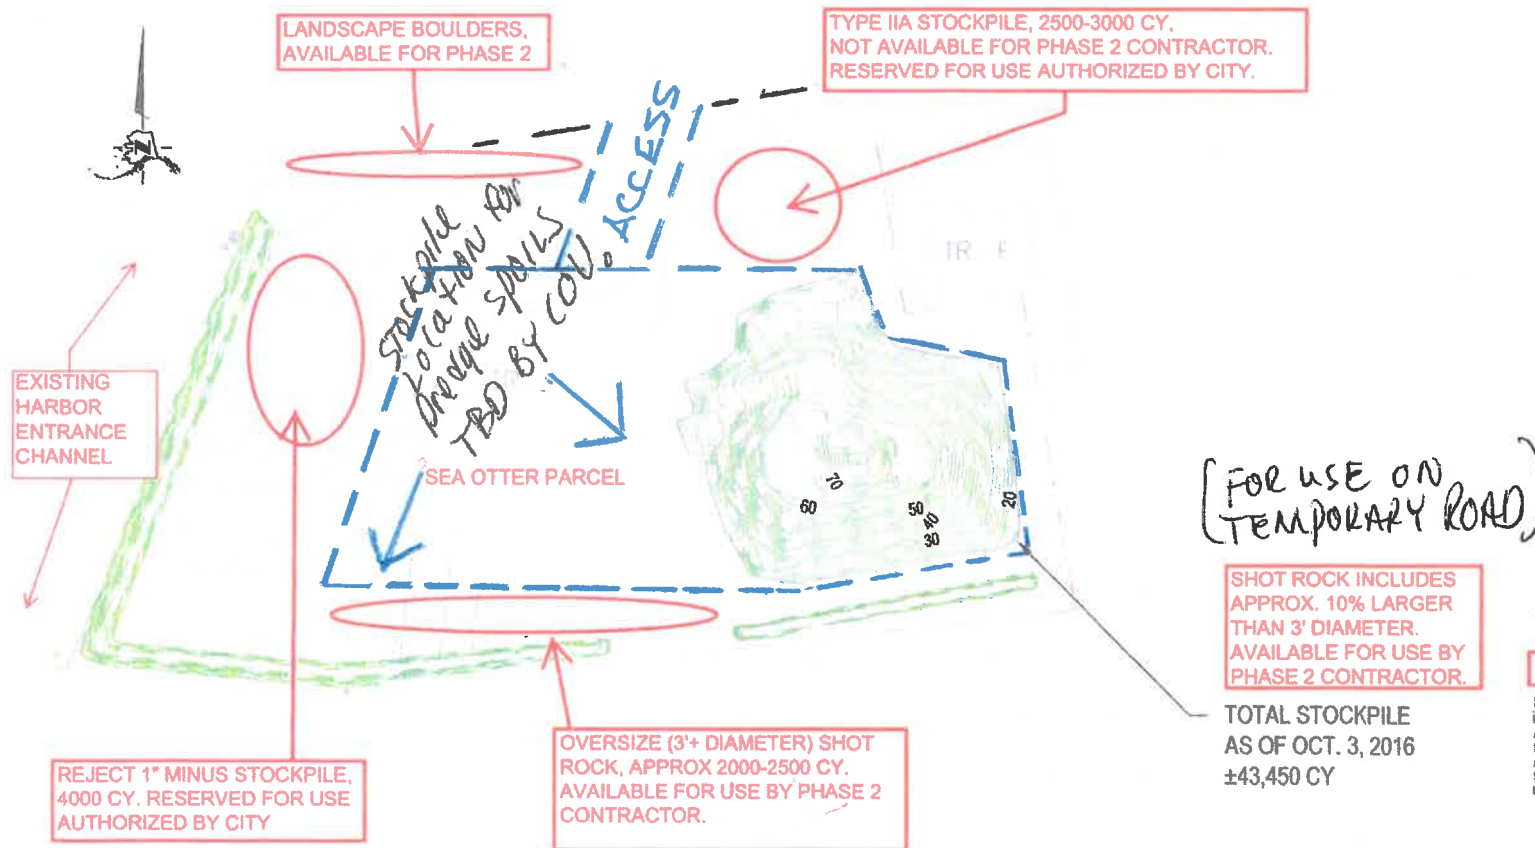 LANDSCAPE BOULDERS,
AVAILABLE FOR PHASE 2
TYPE IIA STOCKPILE, 2500-3000 CY,
NOT AVAILABLE FOR PHASE 2 CONTRACTOR.
RESERVED FOR USE AUTHORIZED BY CITY.
N
ACCESS
Stockpile
Location for
Dredge spoils
TBD BY COV.
EXISTING
HARBOR
ENTRANCE
CHANNEL
SEA OTTER PARCEL
70
60
50
40
30
20
(FOR USE ON
TEMPORARY ROAD)
SHOT ROCK INCLUDES
APPROX. 10% LARGER
THAN 3' DIAMETER.
AVAILABLE FOR USE BY
PHASE 2 CONTRACTOR.
TOTAL STOCKPILE
AS OF OCT. 3, 2016
±43,450 CY
REJECT 1" MINUS STOCKPILE,
4000 CY. RESERVED FOR USE
AUTHORIZED BY CITY
OVERSIZE (3'+ DIAMETER) SHOT
ROCK, APPROX 2000-2500 CY.
AVAILABLE FOR USE BY PHASE 2
CONTRACTOR.